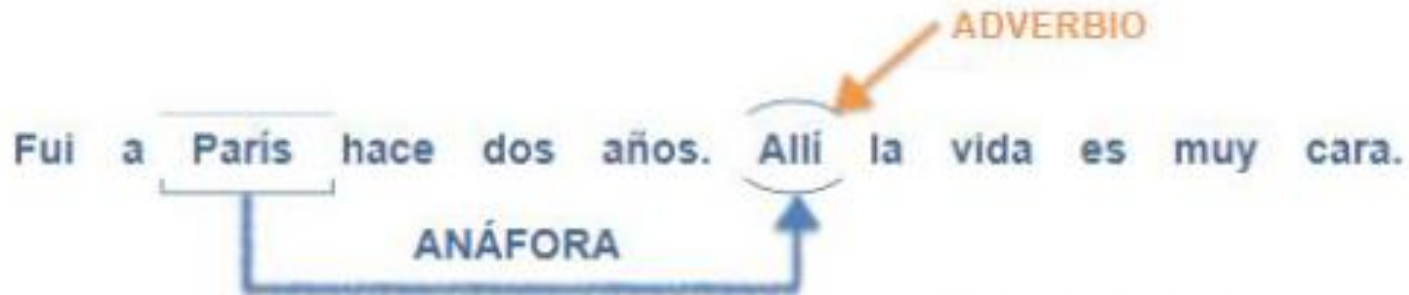 ADVERBIO
Fui a París hace dos años. Allí la vida es muy cara.
ANÁFORA